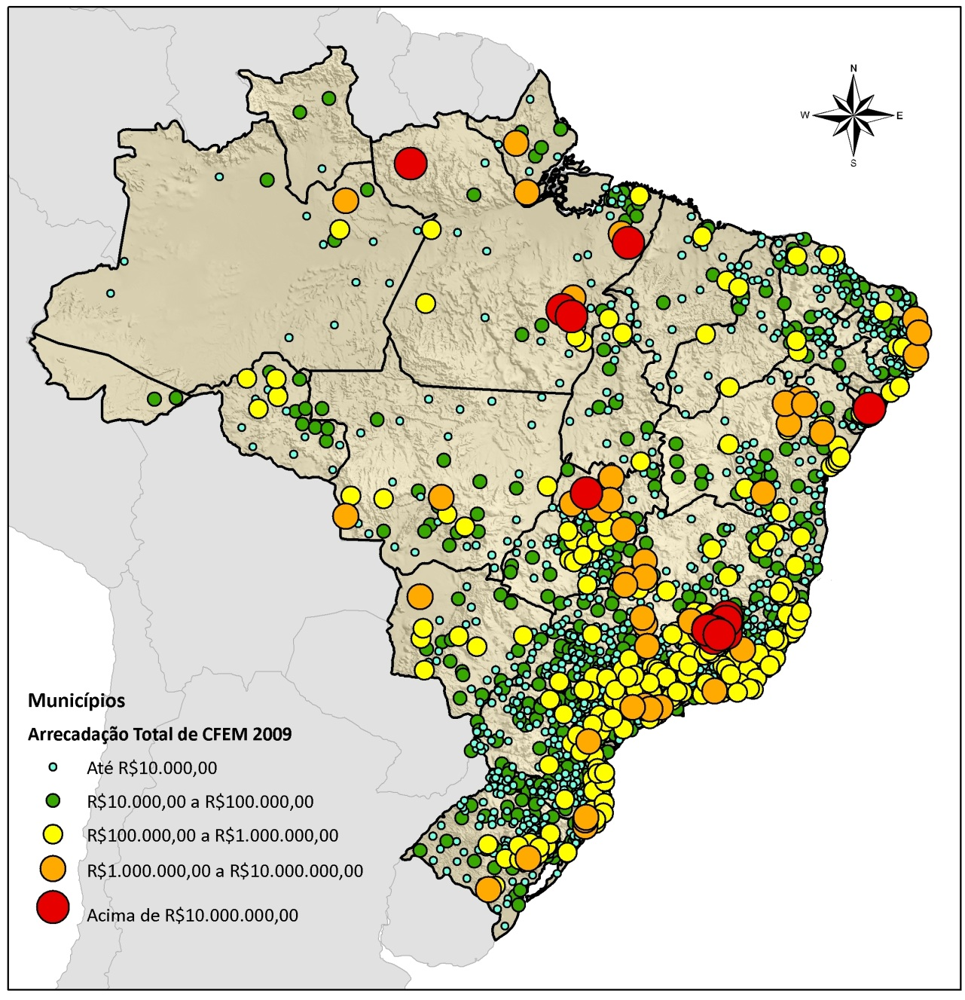 N
W E
S
Municípios
Arrecadação Total de CFEM 2009
Até R$10.000,00
R$10.000,00 a R$100.000,00
R$100.000,00 a R$1.000.000,00
R$1.000.000,00 a R$10.000.000,00
Acima de R$10.000.000,00